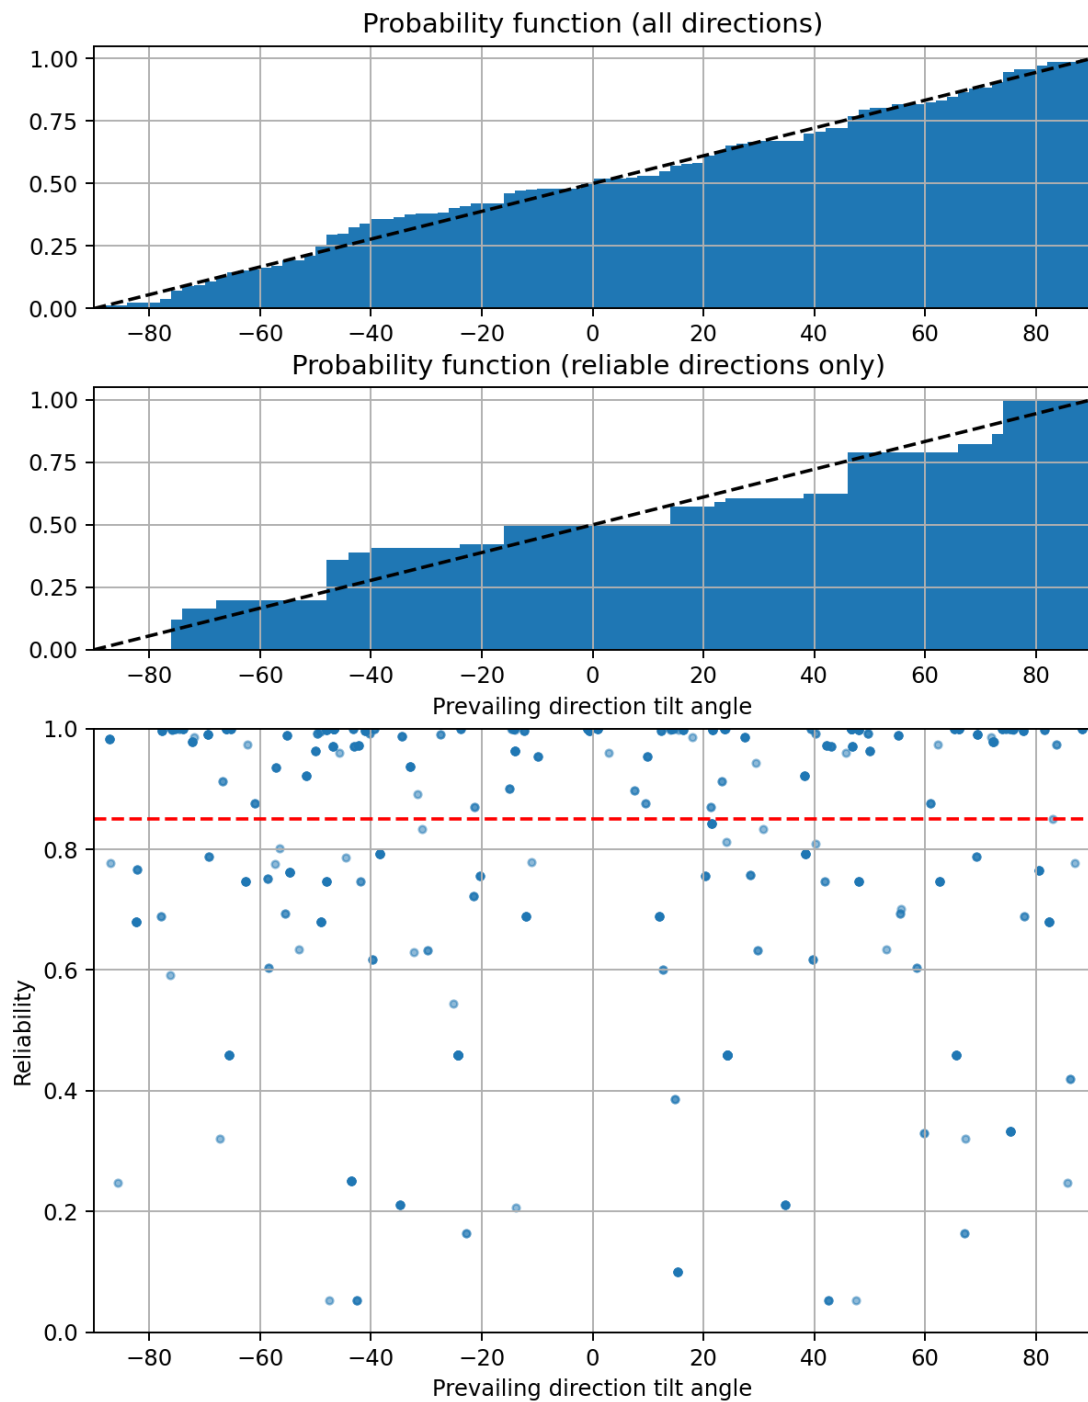 Probability function (all directions)
1.00
0.75
0.50
0.25
0.00
−80 −60 −40 −20 0 20 40 60 80
Probability function (reliable directions only)
1.00
0.75
0.50
0.25
0.00
−80 −60 −40 −20 0 20 40 60 80
Prevailing direction tilt angle
1.0
0.8
0.6
Reliability
0.4
0.2
0.0
−80 −60 −40 −20 0 20 40 60 80
Prevailing direction tilt angle